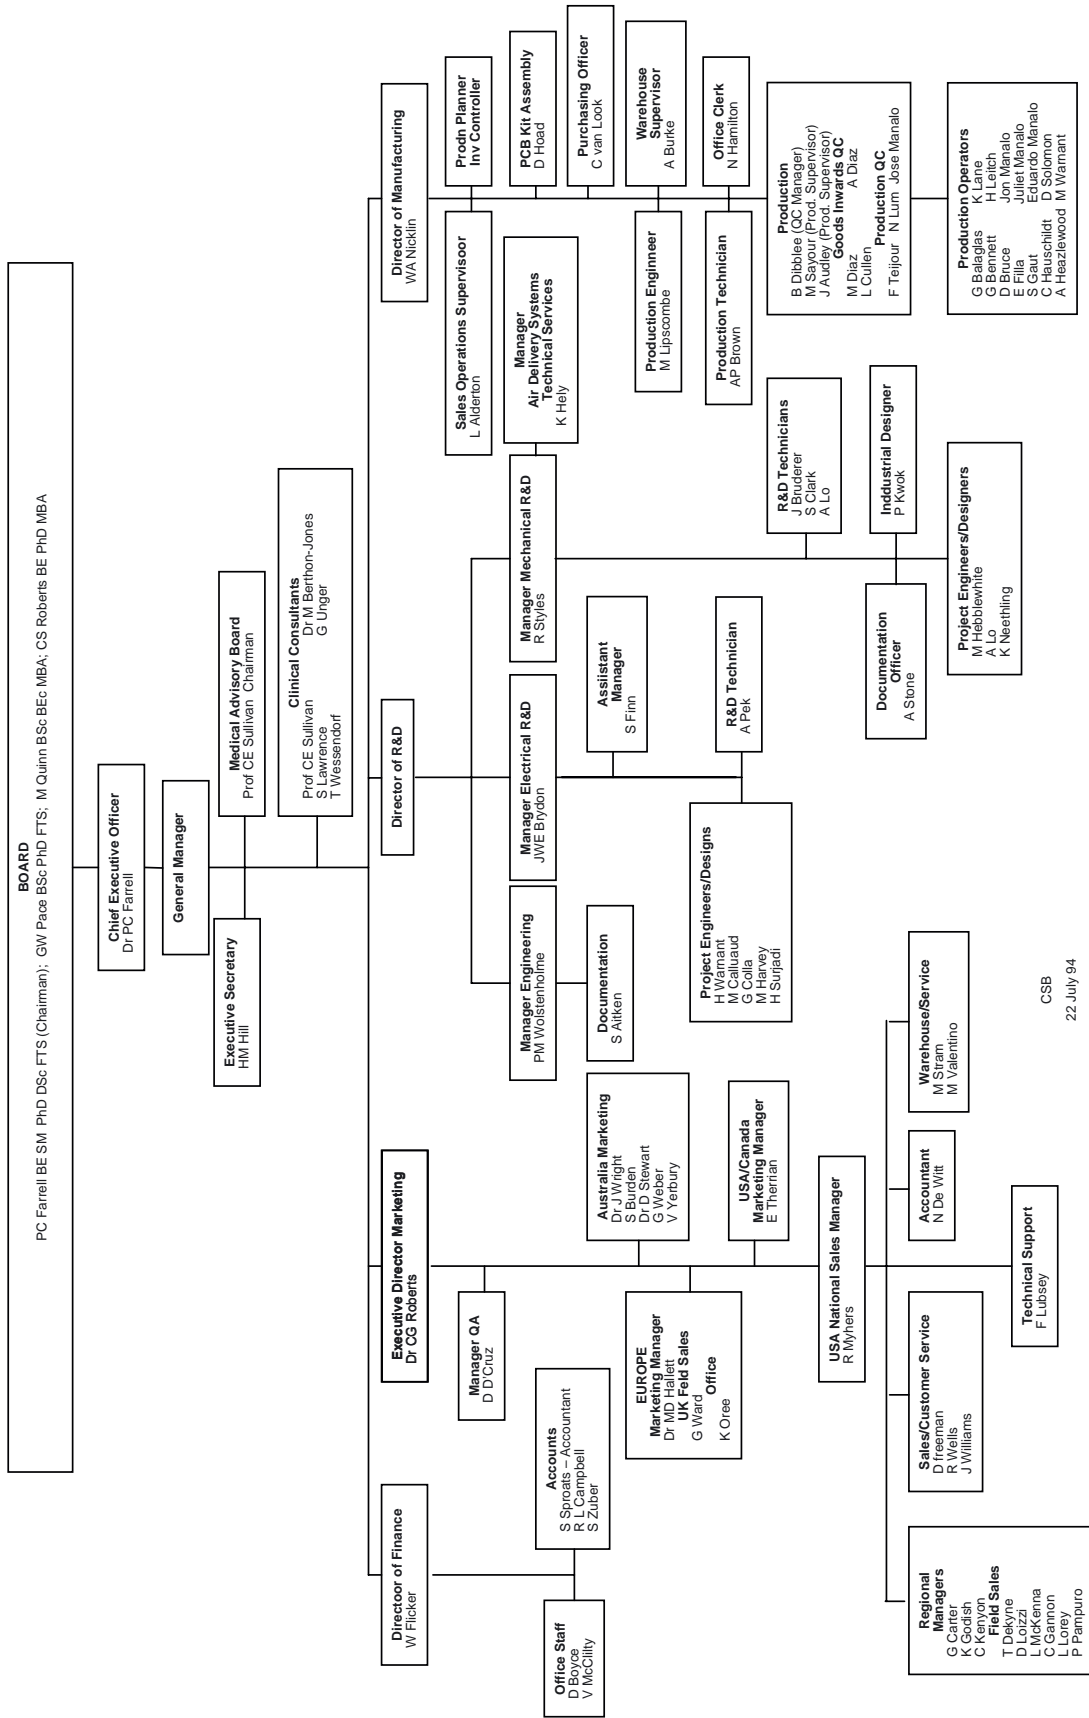 BOARD
PC Farrell BE SM PhD DSc FTS (Chairman); GW Pace BSc PhD FTS; M Quinn BSc BEc MBA; CS Roberts BE PhD MBA
Chief Executive Officer
Dr PC Farrell
General Manager
Executive Secretary
HM Hill
Medical Advisory Board
Prof CE Sullivan Chairman
Clinical Consultants
Prof CE Sullivan Dr M Berthon-Jones
S Lawrence G Unger
T Wessendorf
Directoor of Finance
W Flicker
Office Staff
D Boyce
V McClilty
Accounts
S Sproats – Accountant
R L Campbell
S Zuber
Executive Director Marketing
Dr CG Roberts
Manager QA
D D'Cruz
Australia Marketing
Dr J Wright
S Burden
Dr D Stewart
G Weber
V Yerbury
EUROPE
Marketing Manager
Dr MD Hallett
UK Feld Sales
G Ward
Office
K Oree
USA/Canada
Marketing Manager
E Therrian
USA National Sales Manager
R Myhers
Regional
Managers
G Carter
K Godish
C Kenyon
Field Sales
T Dekyne
D Loizzi
L McKenna
C Gannon
L Lorey
P Pampuro
Sales/Customer Service
D freeman
R Wells
J Williams
Technical Support
F Lubsey
Accountant
N De Witt
Warehouse/Service
M Stram
M Valentino
Director of R&D
Manager Engineering
PM Wolstenholme
Documentation
S Aitken
Manager Electrical R&D
JWE Brydon
Assiistant
Manager
S Finn
Project Engineers/Designs
H Warnant
M Calluaud
G Colla
M Harvey
H Surjadi
R&D Technician
A Pek
Manager Mechanical R&D
R Styles
Manager
Air Delivery Systems
Technical Services
K Hely
R&D Technicians
J Bruderer
S Clark
A Lo
Documentation
Officer
A Stone
Inddustrial Designer
P Kwok
Project Engineers/Designers
M Hebblewhite
A Lo
K Neethling
Director of Manufacturing
WA Nicklin
Sales Operations Supervisoor
L Alderton
Prodn Planner
Inv Controller
PCB Kit Assembly
D Hoad
Purchasing Officer
C van Look
Production Enginneer
M Lipscombe
Warehouse
Supervisor
A Burke
Production Technician
AP Brown
Office Clerk
N Hamilton
Production
B Dibblee (QC Manager)
M Sayour (Prod. Supervisor)
J Audley (Prod. Supervisor)
Goods Inwards QC
M Diaz A Diaz
L Cullen
Production QC
F Teijour N Lum Jose Manalo
Production Operators
G Balaglas K Lane
G Bennett H Leitch
D Bruce Jon Manalo
E Filla Juliet Manalo
S Gaut Eduardo Manalo
C Hauschildt D Solomon
A Heazlewood M Warnant
CSB
22 July 94